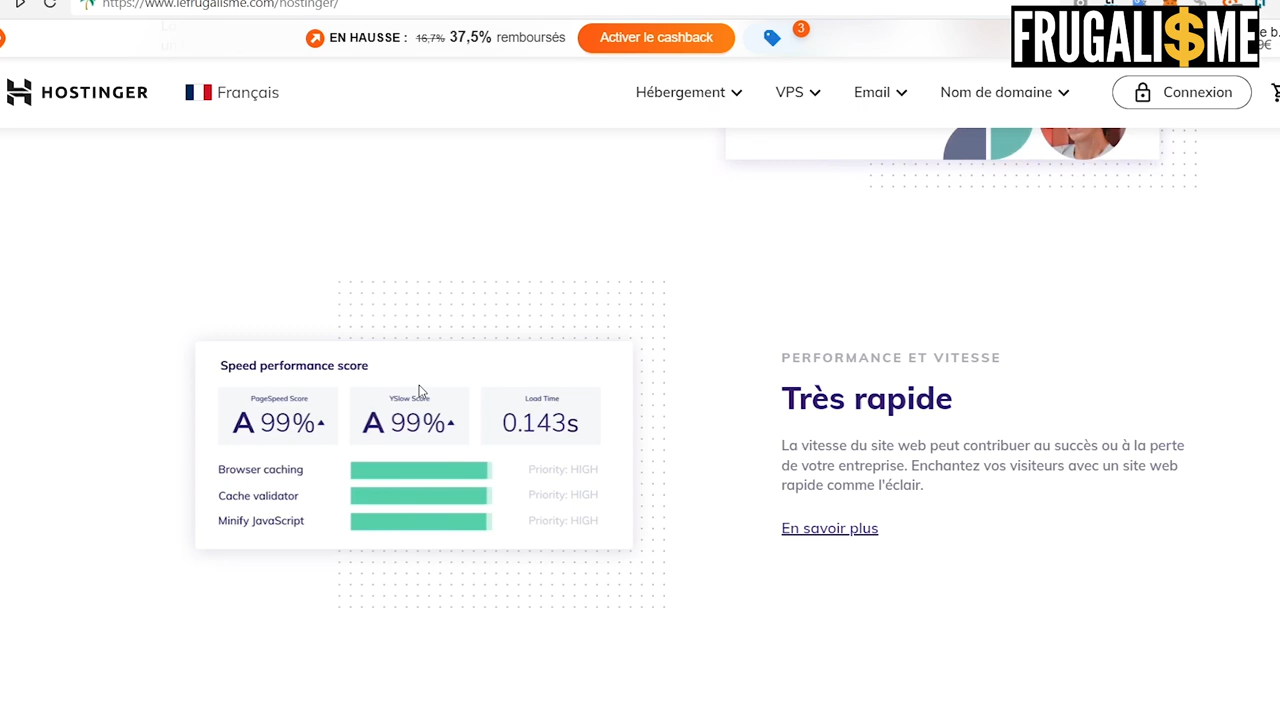 https://www.lefrugalisme.com/hostinger/
EN HAUSSE : 16,7% 37,5% remboursés
Activer le cashback
3
FRUGALI$ME
HOSTINGER
Français
Hébergement
VPS
Email
Nom de domaine
Connexion
Speed performance score
PageSpeed Score
YSlow Score
Load Time
A 99%
A 99%
0.143s
Browser caching
Priority: HIGH
Cache validator
Priority: HIGH
Minify JavaScript
Priority: HIGH
PERFORMANCE ET VITESSE
Très rapide
La vitesse du site web peut contribuer au succès ou à la perte
de votre entreprise. Enchantez vos visiteurs avec un site web
rapide comme l'éclair.
En savoir plus